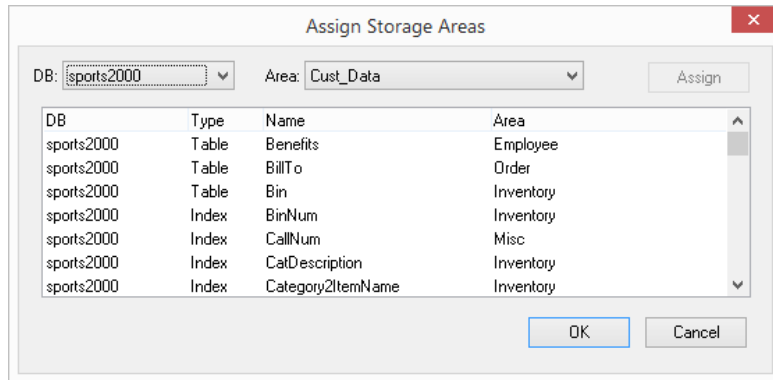 Assign Storage Areas
DB: sports2000 Area: Cust_Data Assign
DB Type Name Area
sports2000 Table Benefits Employee
sports2000 Table BillTo Order
sports2000 Table Bin Inventory
sports2000 Index BinNum Inventory
sports2000 Index CallNum Misc
sports2000 Index CatDescription Inventory
sports2000 Index Category2ItemName Inventory
OK Cancel